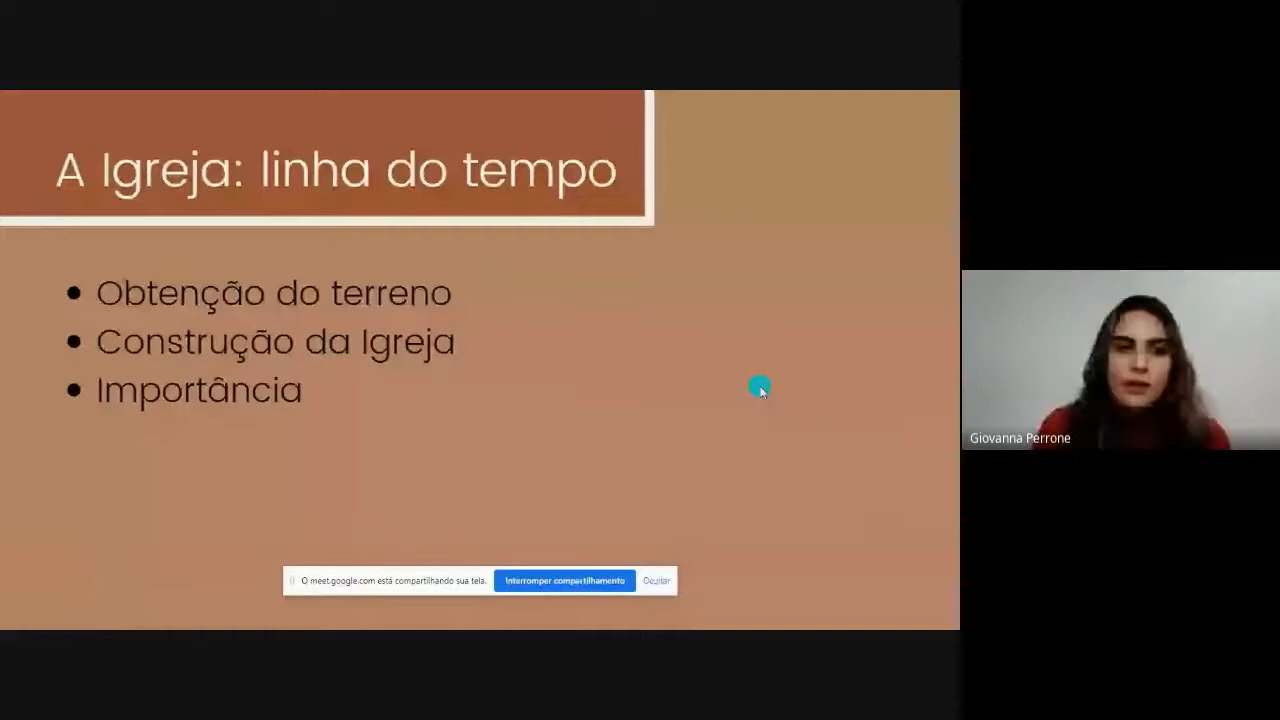 A Igreja: linha do tempo
Obtenção do terreno
Construção da Igreja
Importância
Giovanna Perrone
O meet.google.com está compartilhando sua tela. Interromper compartilhamento Ocultar